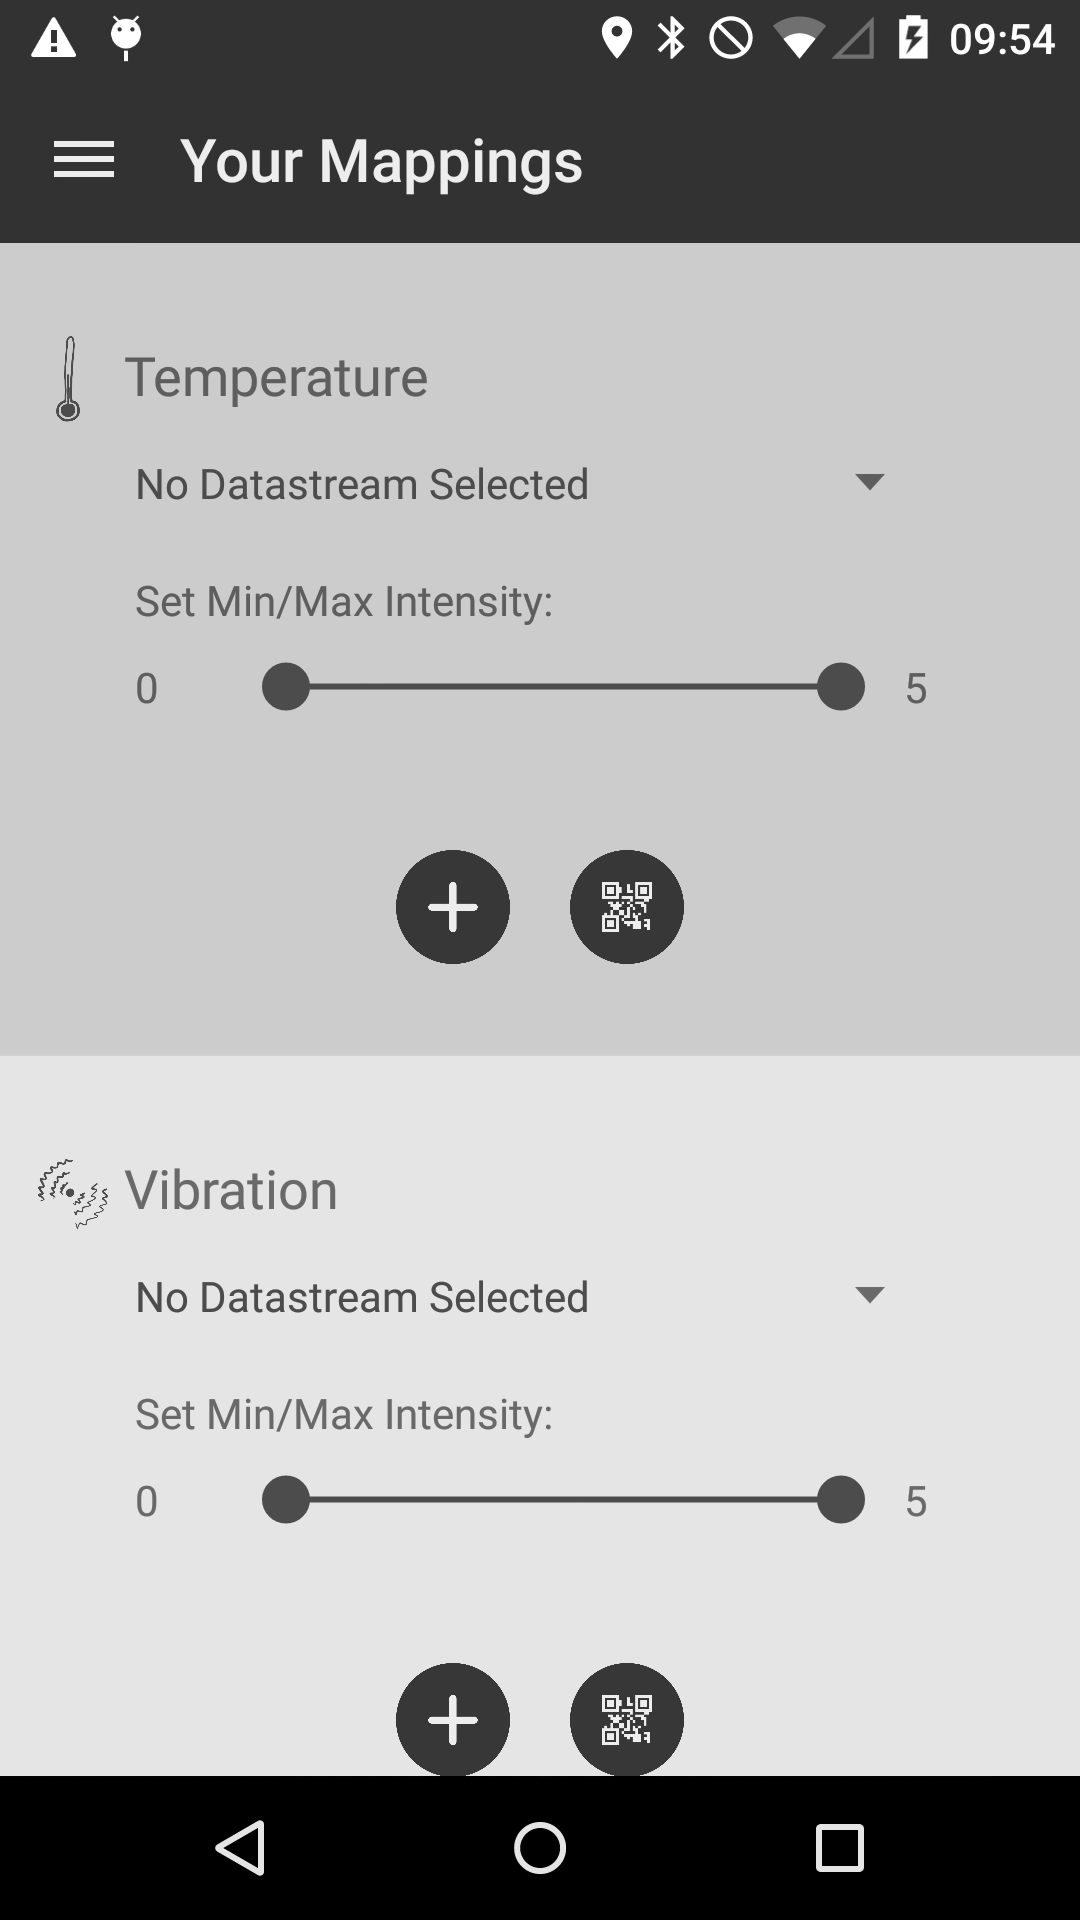 09:54
Your Mappings
Temperature
No Datastream Selected
Set Min/Max Intensity:
0 5
Vibration
No Datastream Selected
Set Min/Max Intensity:
0 5